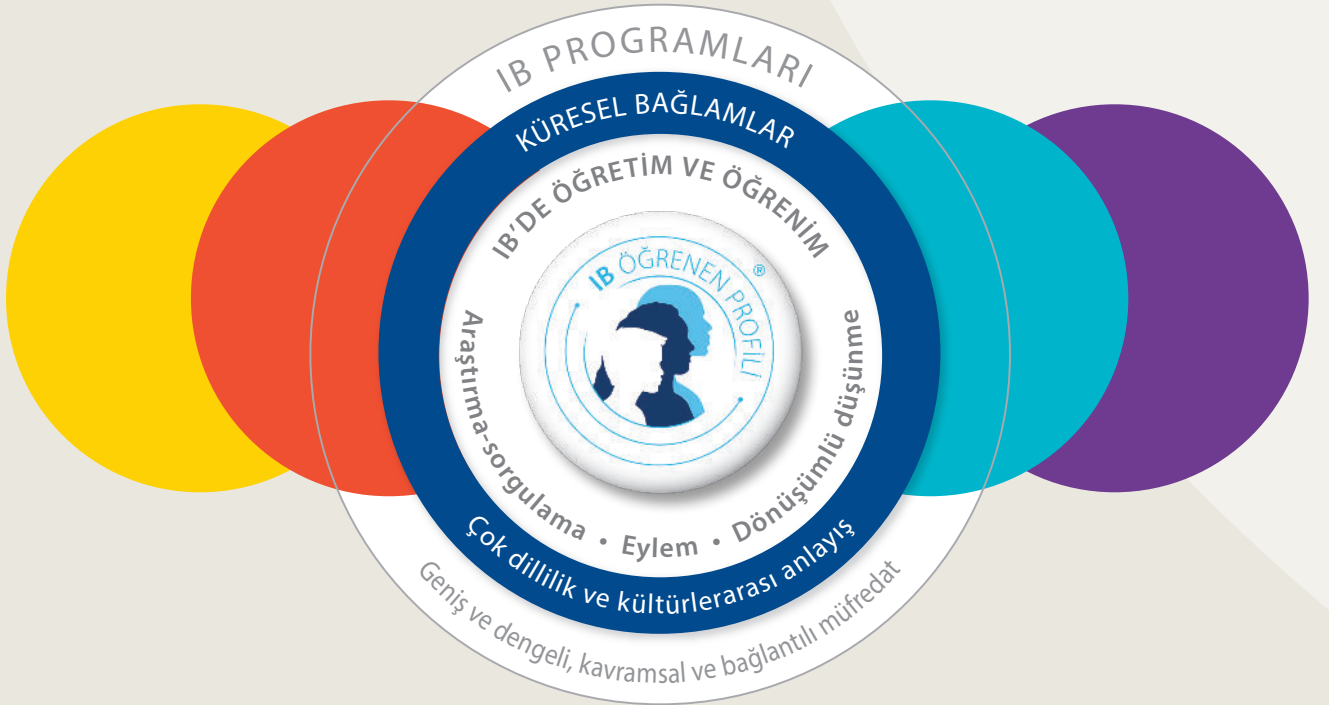 IB PROGRAMLARI
KÜRESEL BAĞLAMLAR
IB'DE ÖĞRETİM VE ÖĞRENİM
IB ÖĞRENEN PROFİLİ ®
Araştırma-sorgulama • Eylem • Dönüşümlü düşünme
Çok dillilik ve kültürlerarası anlayış
Geniş ve dengeli, kavramsal ve bağlantılı müfredat